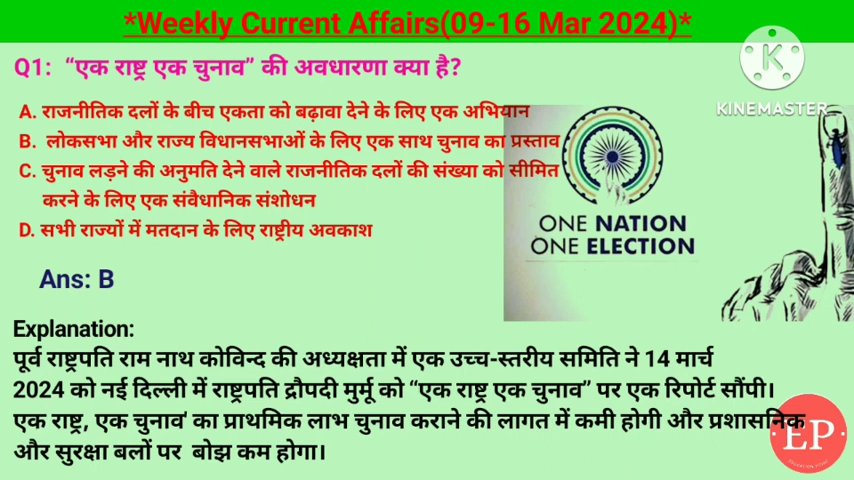 *Weekly Current Affairs(09-16 Mar 2024)*
Q1: “एक राष्ट्र एक चुनाव” की अवधारणा क्या है?
KINEMASTER
A. राजनीतिक दलों के बीच एकता को बढ़ावा देने के लिए एक अभियान
B. लोकसभा और राज्य विधानसभाओं के लिए एक साथ चुनाव का प्रस्ताव
C. चुनाव लड़ने की अनुमति देने वाले राजनीतिक दलों की संख्या को सीमित
करने के लिए एक संवैधानिक संशोधन
D. सभी राज्यों में मतदान के लिए राष्ट्रीय अवकाश
ONE NATION
ONE ELECTION
Ans: B
Explanation:
पूर्व राष्ट्रपति राम नाथ कोविन्द की अध्यक्षता में एक उच्च-स्तरीय समिति ने 14 मार्च
2024 को नई दिल्ली में राष्ट्रपति द्रौपदी मुर्मू को “एक राष्ट्र एक चुनाव” पर एक रिपोर्ट सौंपी।
एक राष्ट्र, एक चुनाव' का प्राथमिक लाभ चुनाव कराने की लागत में कमी होगी और प्रशासनिक
और सुरक्षा बलों पर बोझ कम होगा।
EP